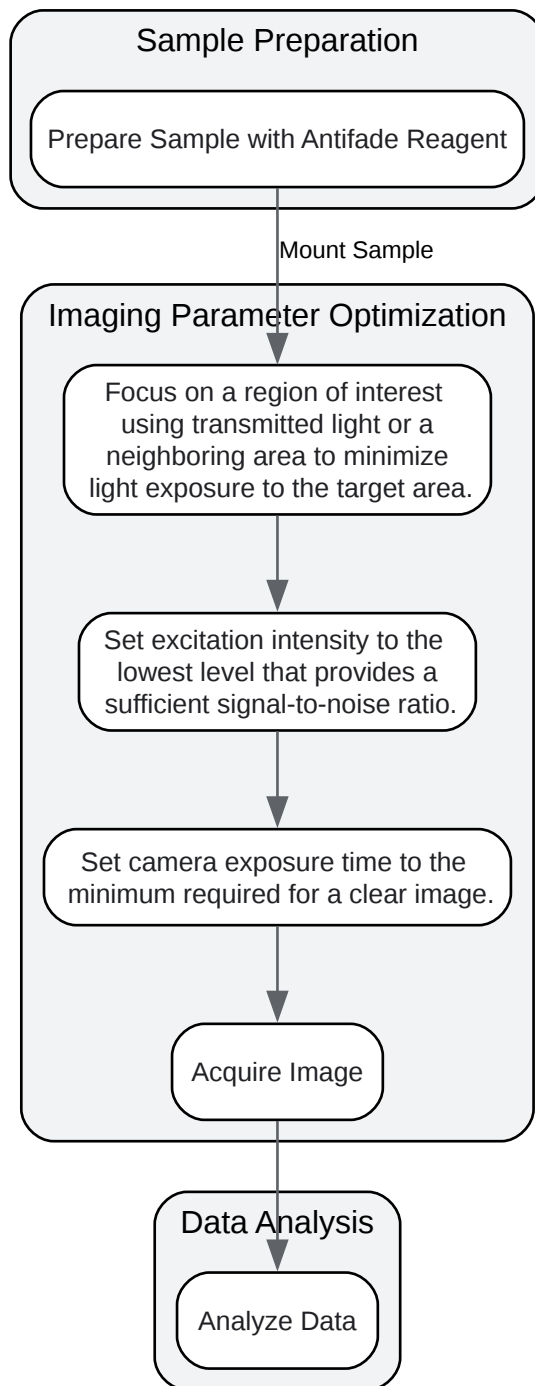 Sample Preparation
Prepare Sample with Antifade Reagent
Mount Sample
Imaging Parameter Optimization
Focus on a region of interest
using transmitted light or a
neighboring area to minimize
light exposure to the target area.
Set excitation intensity to the
lowest level that provides a
sufficient signal-to-noise ratio.
Set camera exposure time to the
minimum required for a clear image.
Acquire Image
Data Analysis
Analyze Data